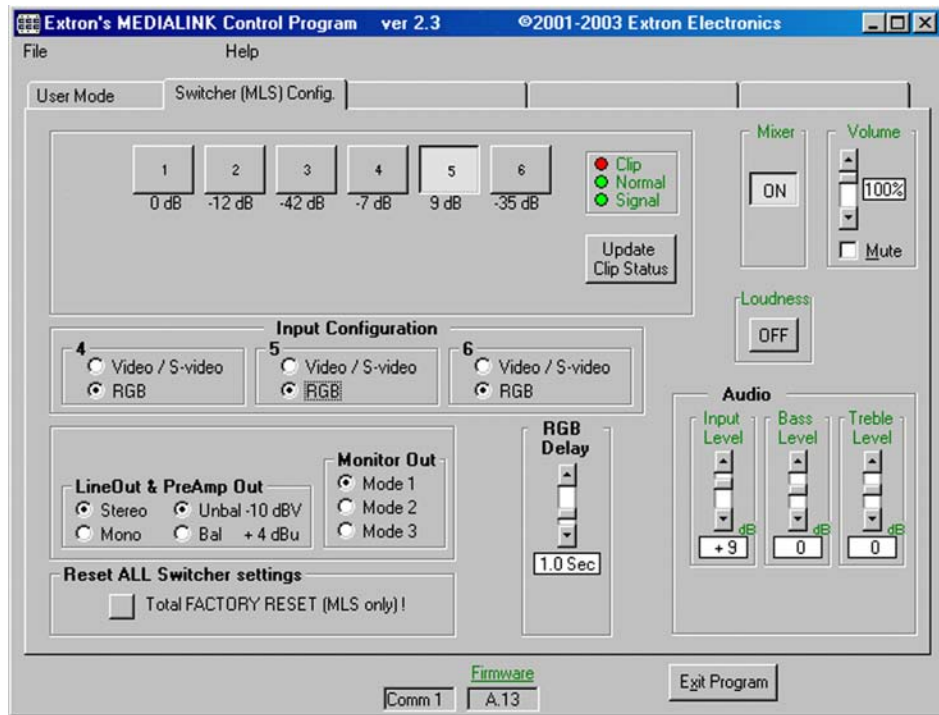 Extron's MEDIALINK Control Program ver 2.3 ©2001-2003 Extron Electronics
File Help
User Mode Switcher (MLS) Config.
1 2 3 4 5 6
0 dB -12 dB -42 dB -7 dB 9 dB -35 dB
Clip
Normal
Signal
Update
Clip Status
Mixer
ON
Volume
100%
Mute
Loudness
OFF
Input Configuration
4
Video / S-video
RGB
5
Video / S-video
RGB
6
Video / S-video
RGB
LineOut & PreAmp Out
Stereo Unbal -10 dBV
Mono Bal + 4 dBu
Monitor Out
Mode 1
Mode 2
Mode 3
RGB
Delay
1.0 Sec
Audio
Input
Level
dB
+ 9
Bass
Level
dB
0
Treble
Level
dB
0
Reset ALL Switcher settings
Total FACTORY RESET (MLS only) !
Firmware
Comm 1 A.13
Exit Program